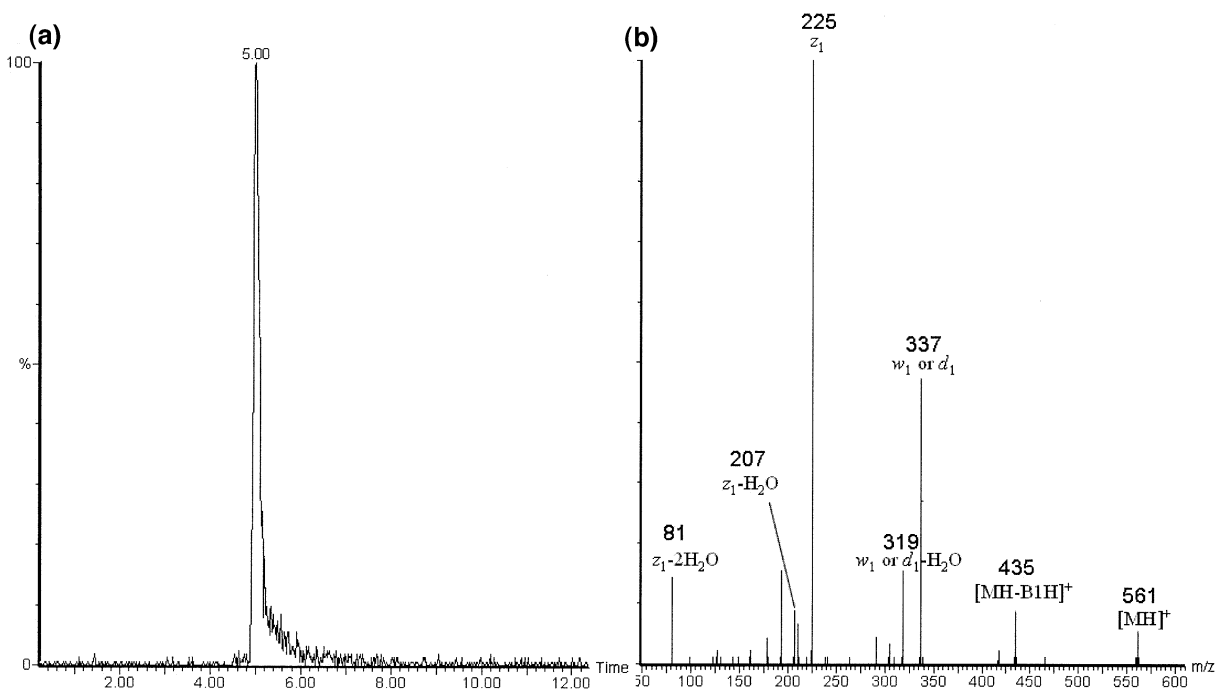 (a)
5.00
100
%
0
2.00 4.00 6.00 8.00 10.00 12.00 Time
(b)
225
z₁
337
w₁ or d₁
207
z₁-H₂O
81
z₁-2H₂O
319
w₁ or d₁-H₂O
435
[MH-B1H]⁺
561
[MH]⁺
50 100 150 200 250 300 350 400 450 500 550 600 m/z